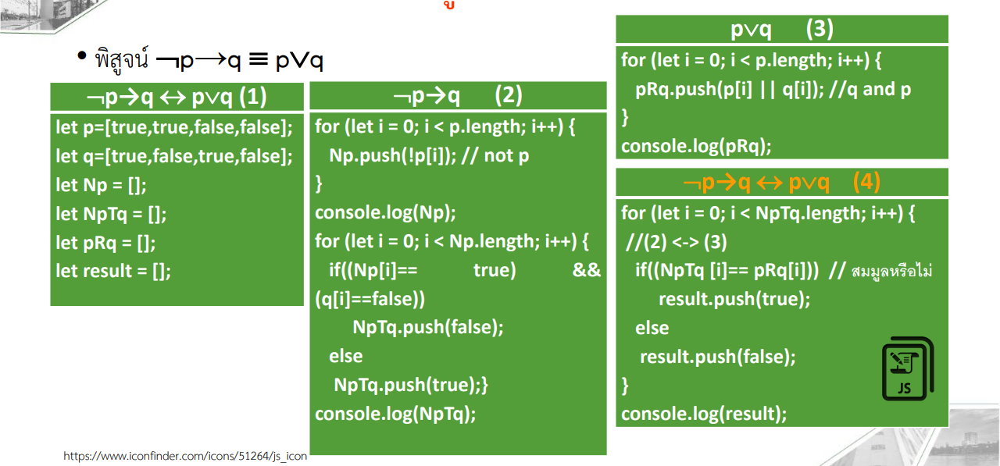 • พิสูจน์ ¬p→q ≡ p∨q
¬p→q ↔ p∨q (1)
let p=[true,true,false,false];
let q=[true,false,true,false];
let Np = [];
let NpTq = [];
let pRq = [];
let result = [];
¬p→q (2)
for (let i = 0; i < p.length; i++) {
Np.push(!p[i]); // not p
}
console.log(Np);
for (let i = 0; i < Np.length; i++) {
if((Np[i]== true) &&
(q[i]==false))
NpTq.push(false);
else
NpTq.push(true);}
console.log(NpTq);
p∨q (3)
for (let i = 0; i < p.length; i++) {
pRq.push(p[i] || q[i]); //q and p
}
console.log(pRq);
¬p→q ↔ p∨q (4)
for (let i = 0; i < NpTq.length; i++) {
//(2) <-> (3)
if((NpTq [i]== pRq[i])) // สมมูลหรือไม่
result.push(true);
else
result.push(false);
}
console.log(result);
JS
https://www.iconfinder.com/icons/51264/js_icon